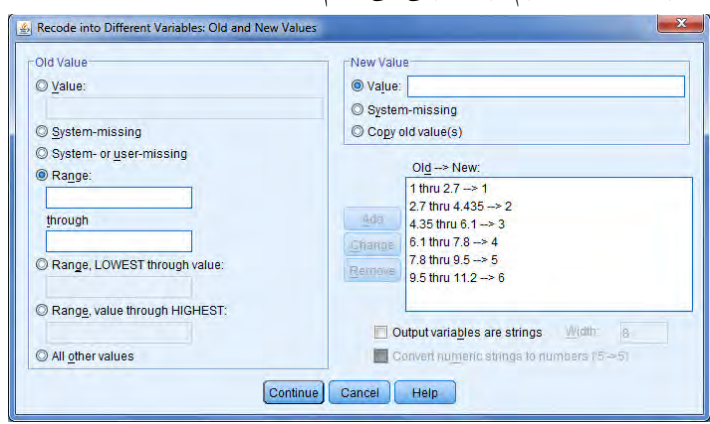 Recode into Different Variables: Old and New Values
Old Value
Value:
System-missing
System- or user-missing
Range:
through
Range, LOWEST through value:
Range, value through HIGHEST:
All other values
New Value
Value:
System-missing
Copy old value(s)
Old --> New:
1 thru 2.7 --> 1
2.7 thru 4.435 --> 2
4.35 thru 6.1 --> 3
6.1 thru 7.8 --> 4
7.8 thru 9.5 --> 5
9.5 thru 11.2 --> 6
Add
Change
Remove
Output variables are strings Width: 8
Convert numeric strings to numbers ('5'->5)
Continue Cancel Help